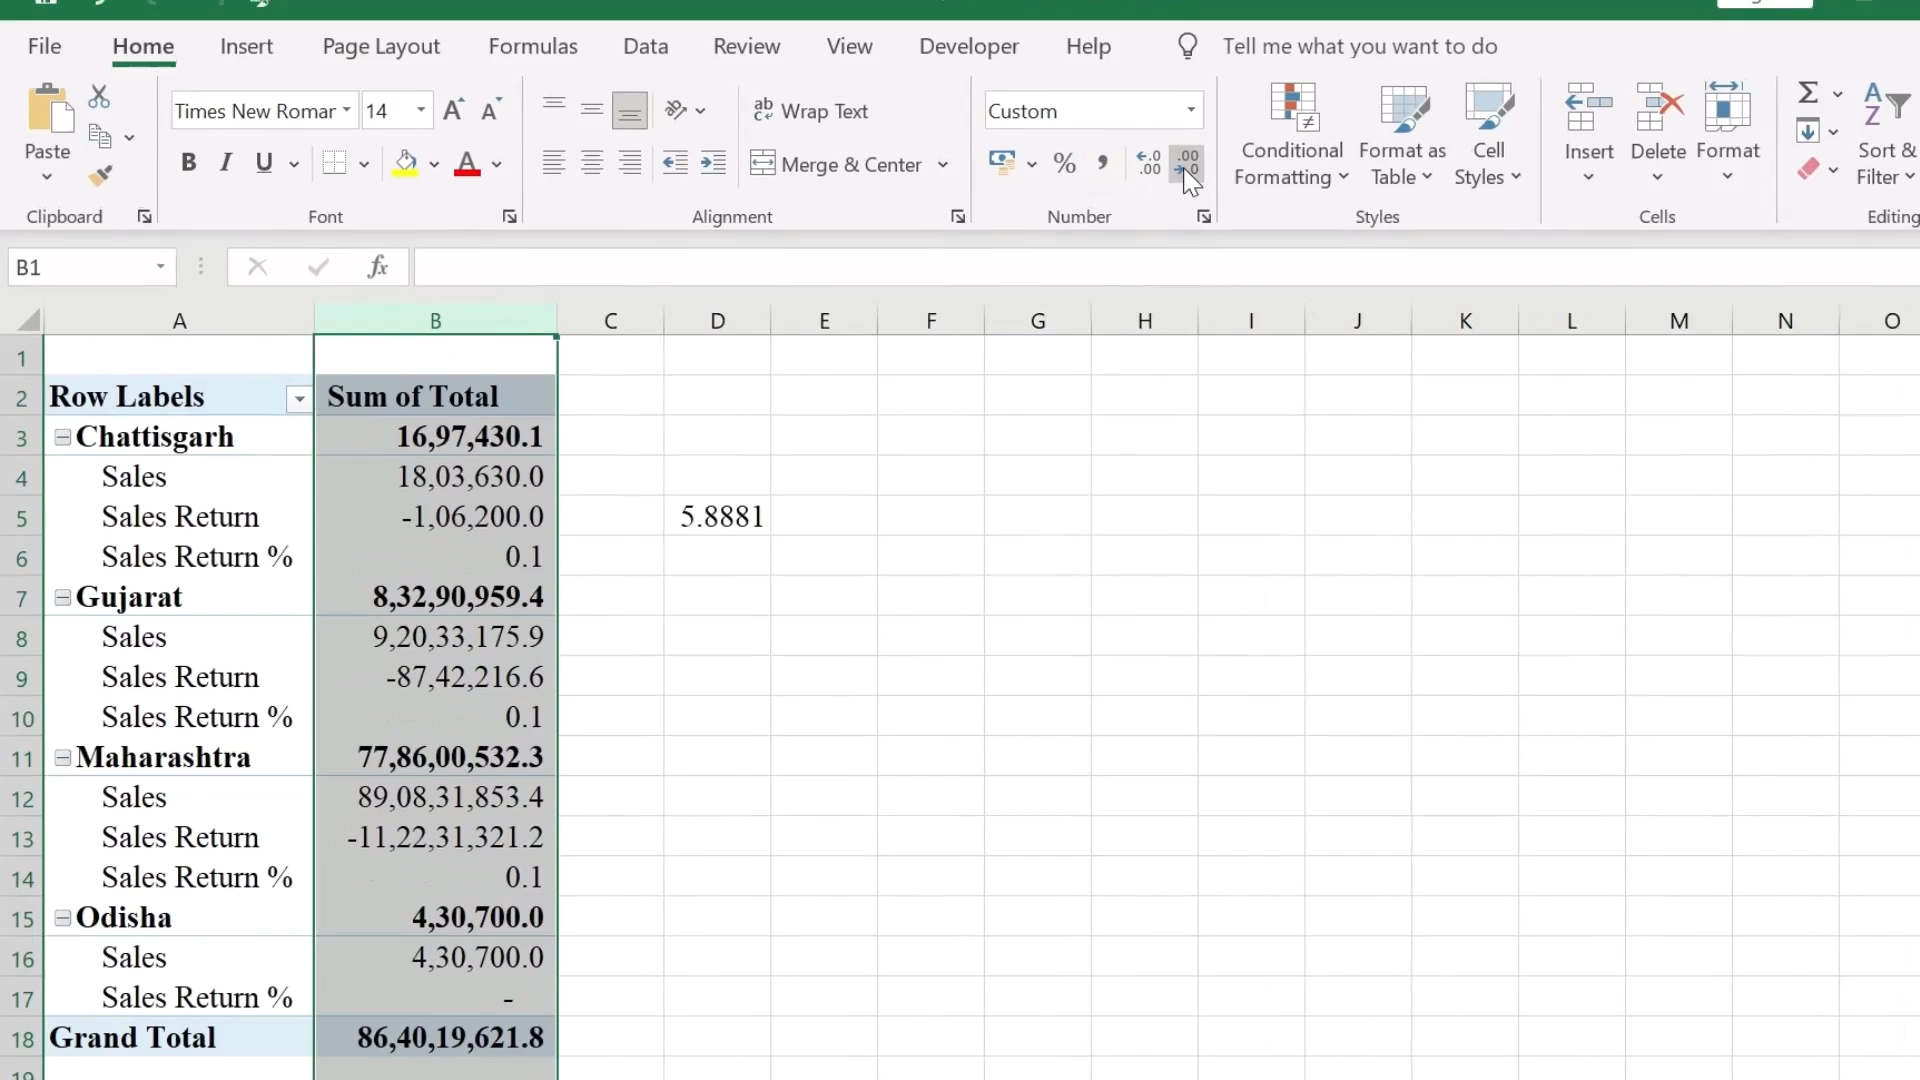 File Home Insert Page Layout Formulas Data Review View Developer Help Tell me what you want to do
Times New Romar 14 A A ab Wrap Text Custom
Paste B I U A Merge & Center % , .0 .00 .00 .0 Conditional Formatting Format as Table Cell Styles Insert Delete Format Σ A Z Sort & Filter
Clipboard Font Alignment Number Styles Cells Editing
B1 fx
A B C D E F G H I J K L M N O
1
2 Row Labels Sum of Total
3 Chattisgarh 16,97,430.1
4 Sales 18,03,630.0
5 Sales Return -1,06,200.0 5.8881
6 Sales Return % 0.1
7 Gujarat 8,32,90,959.4
8 Sales 9,20,33,175.9
9 Sales Return -87,42,216.6
10 Sales Return % 0.1
11 Maharashtra 77,86,00,532.3
12 Sales 89,08,31,853.4
13 Sales Return -11,22,31,321.2
14 Sales Return % 0.1
15 Odisha 4,30,700.0
16 Sales 4,30,700.0
17 Sales Return % -
18 Grand Total 86,40,19,621.8
19